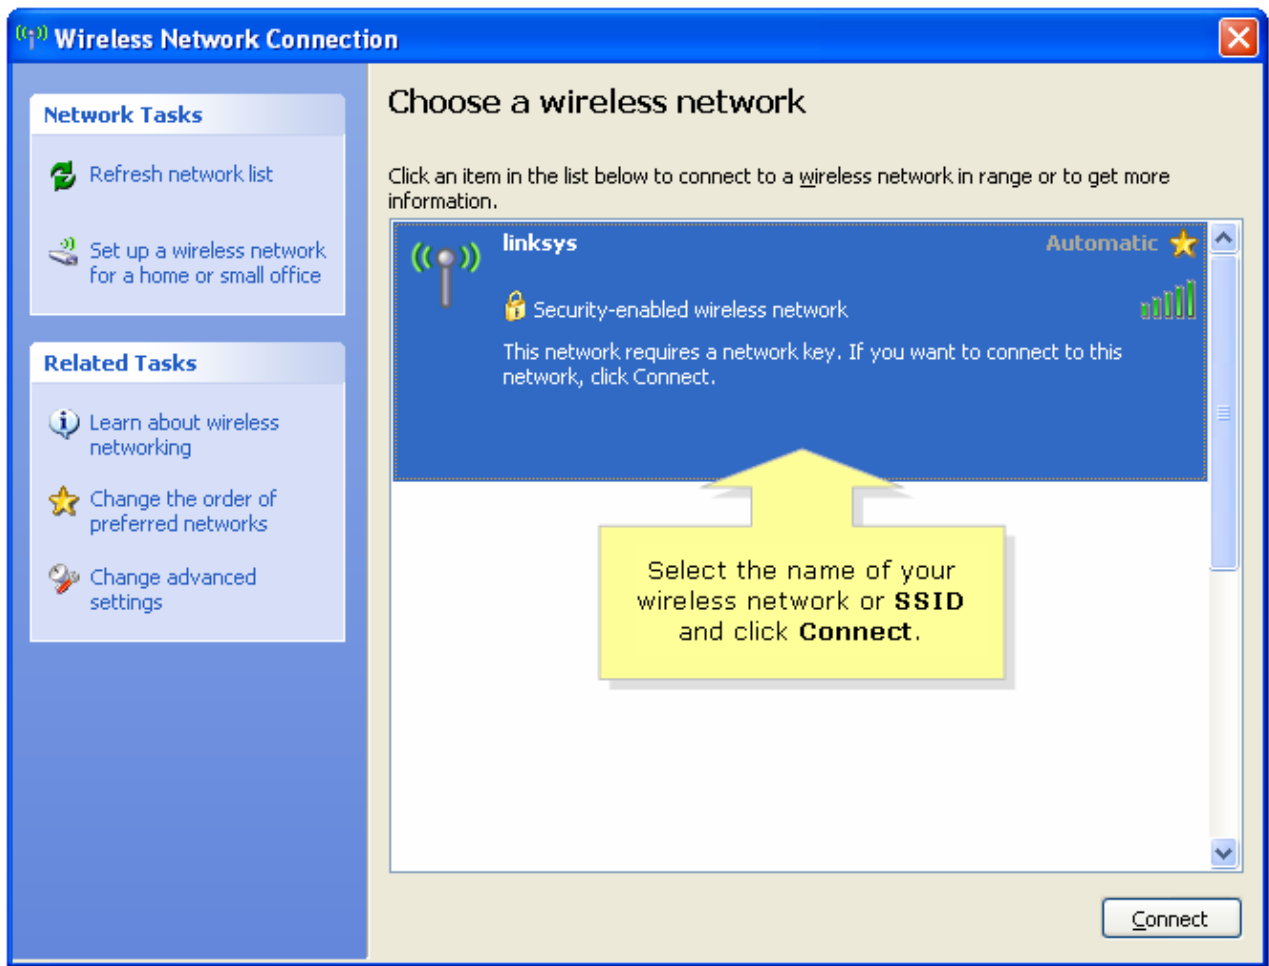 Wireless Network Connection
Network Tasks
Refresh network list
Set up a wireless network
for a home or small office
Related Tasks
Learn about wireless
networking
Change the order of
preferred networks
Change advanced
settings
Choose a wireless network
Click an item in the list below to connect to a wireless network in range or to get more
information.
linksys
Automatic
Security-enabled wireless network
This network requires a network key. If you want to connect to this
network, click Connect.
Select the name of your
wireless network or SSID
and click Connect.
Connect